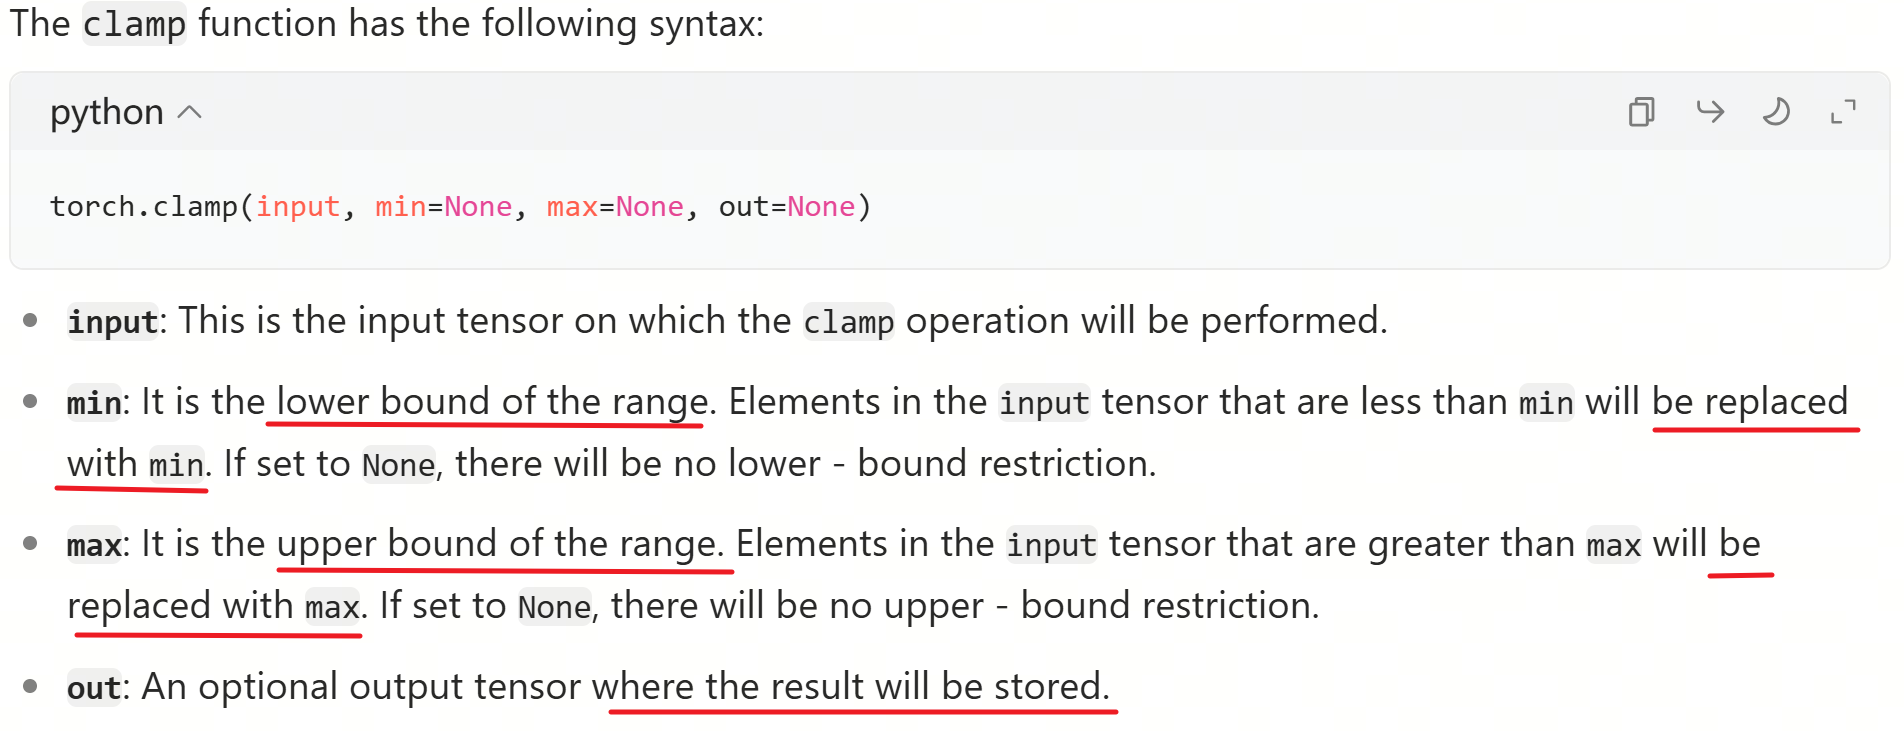 The clamp function has the following syntax:
python
torch.clamp(input, min=None, max=None, out=None)
input: This is the input tensor on which the clamp operation will be performed.
min: It is the lower bound of the range. Elements in the input tensor that are less than min will be replaced
with min. If set to None, there will be no lower - bound restriction.
max: It is the upper bound of the range. Elements in the input tensor that are greater than max will be
replaced with max. If set to None, there will be no upper - bound restriction.
out: An optional output tensor where the result will be stored.